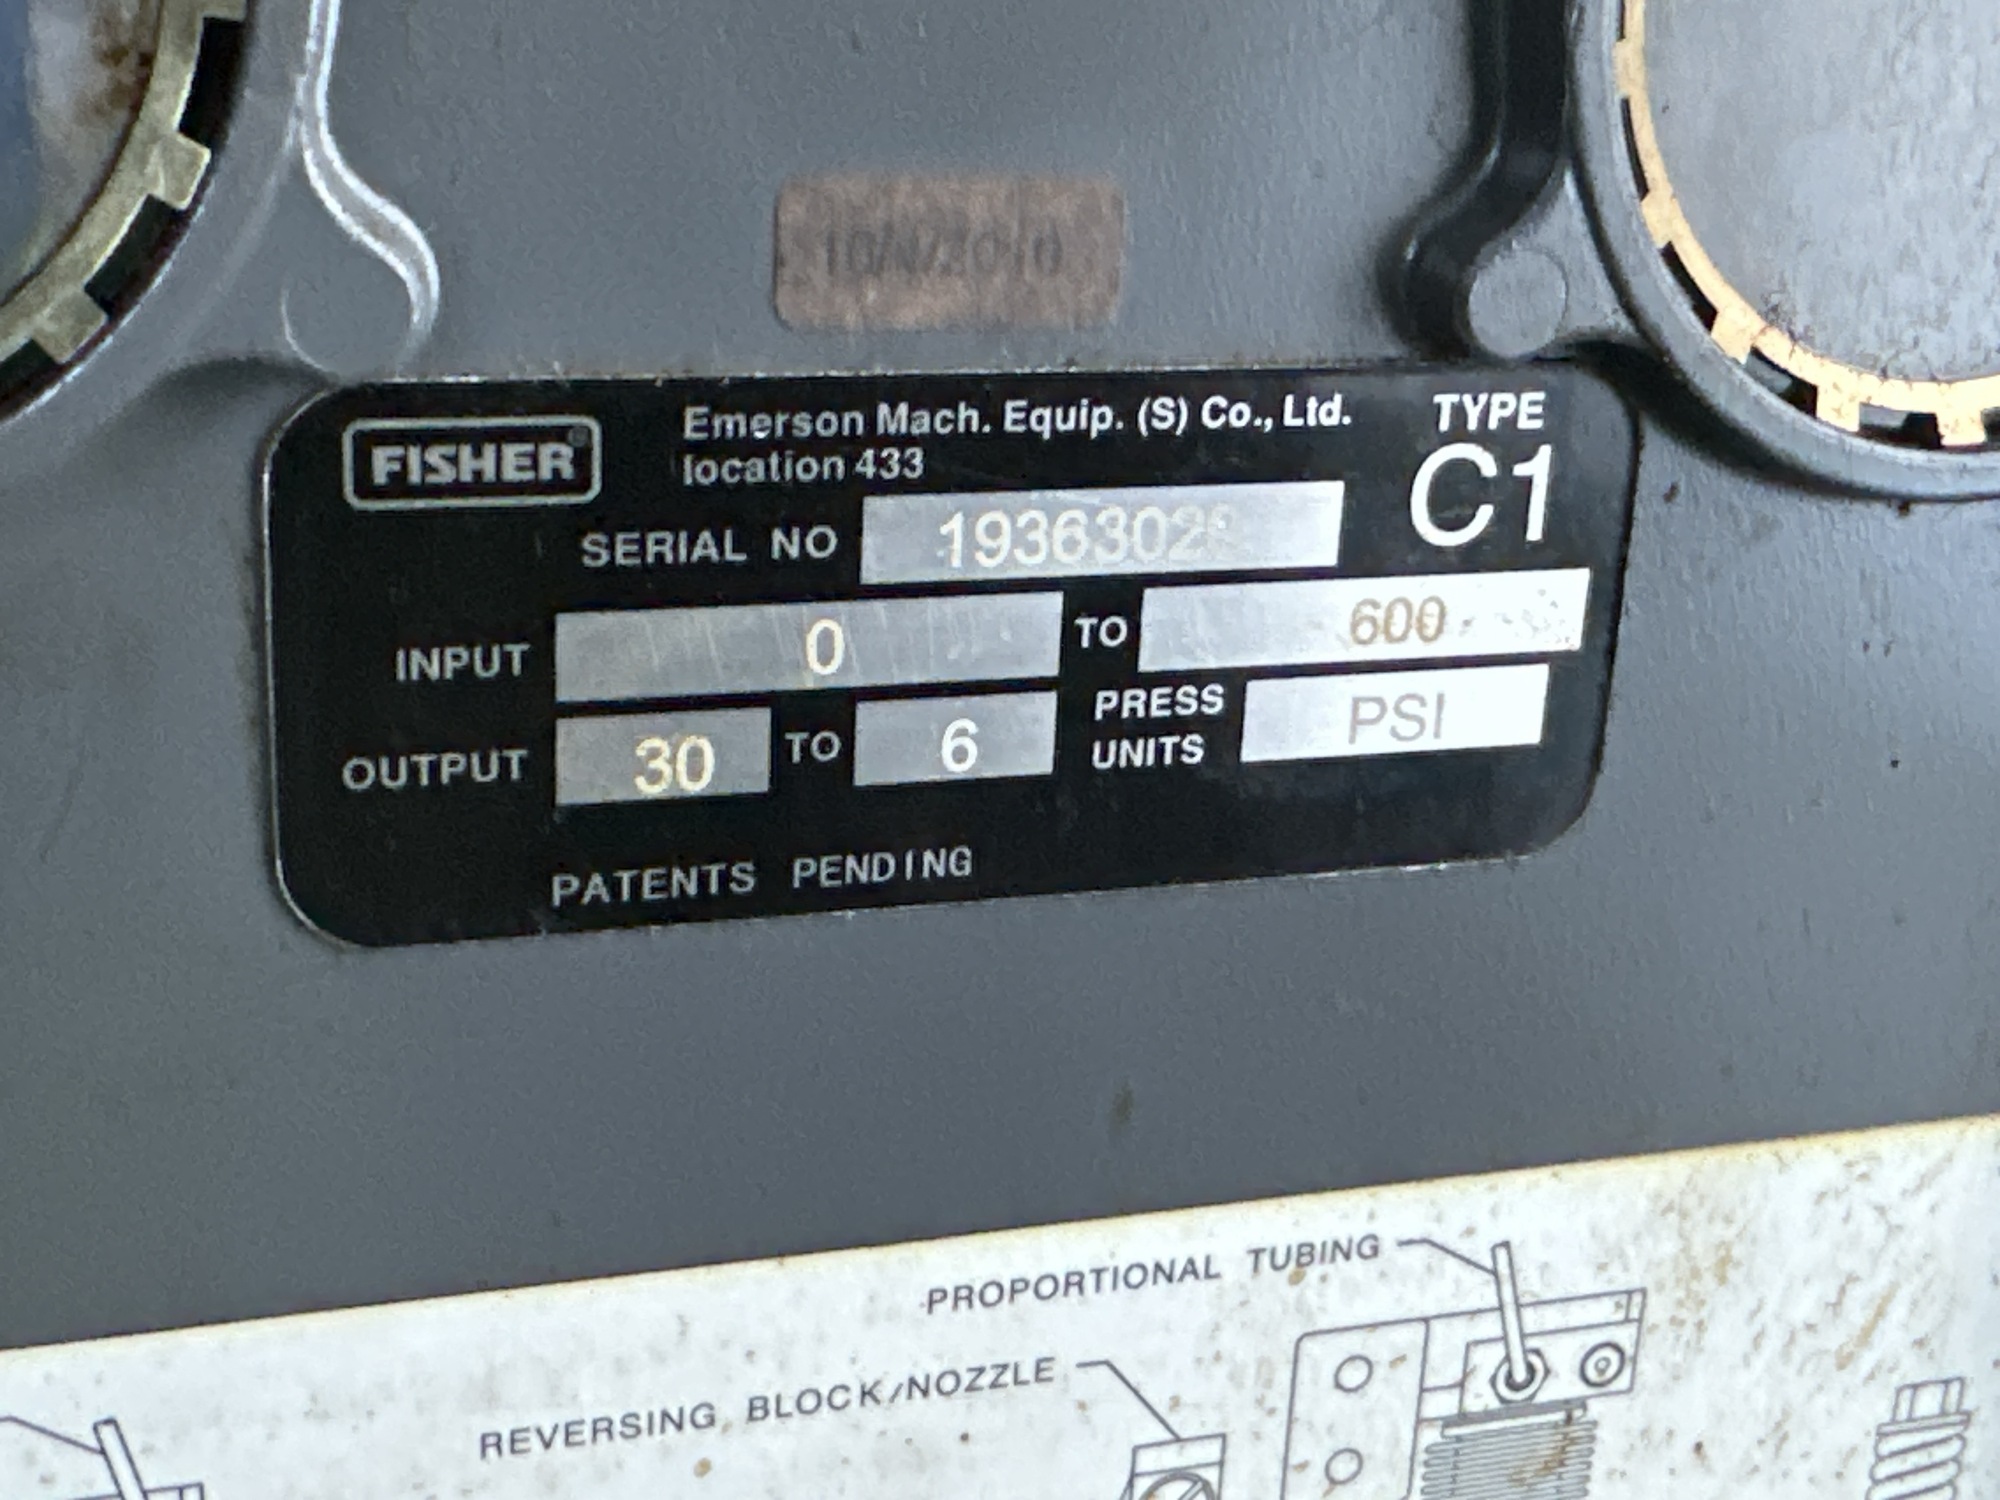 FISHER®
Emerson Mach. Equip. (S) Co., Ltd.
location 433
TYPE
C1
SERIAL NO
INPUT 0 TO 600
OUTPUT 30 TO 6 PRESS UNITS PSI
PATENTS PENDING
PROPORTIONAL TUBING
REVERSING BLOCK/NOZZLE